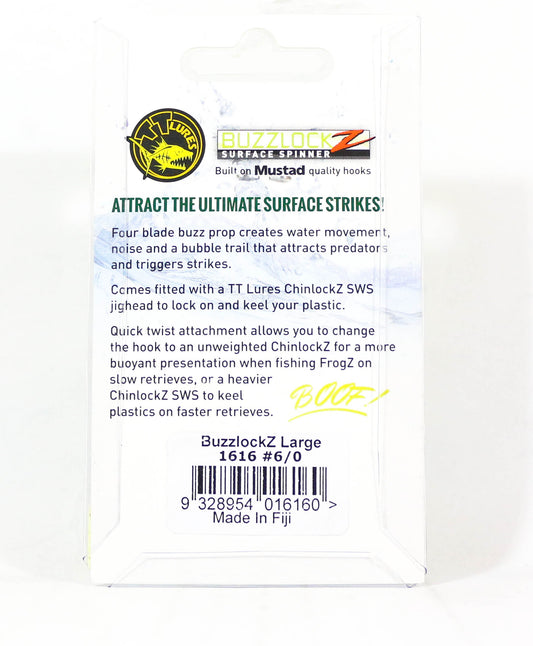 TT LURES
BUZZLOCKZ
SURFACE SPINNER
Built on Mustad quality hooks
ATTRACT THE ULTIMATE SURFACE STRIKES!
Four blade buzz prop creates water movement,
noise and a bubble trail that attracts predators
and triggers strikes.
Comes fitted with a TT Lures ChinlockZ SWS
jighead to lock on and keel your plastic.
Quick twist attachment allows you to change
the hook to an unweighted ChinlockZ for a more
buoyant presentation when fishing FrogZ on
slow retrieves, or a heavier
ChinlockZ SWS to keel
plastics on faster retrieves.
BOOF!
BuzzlockZ Large
1616 #6/0
9 328954 016160 >
Made In Fiji